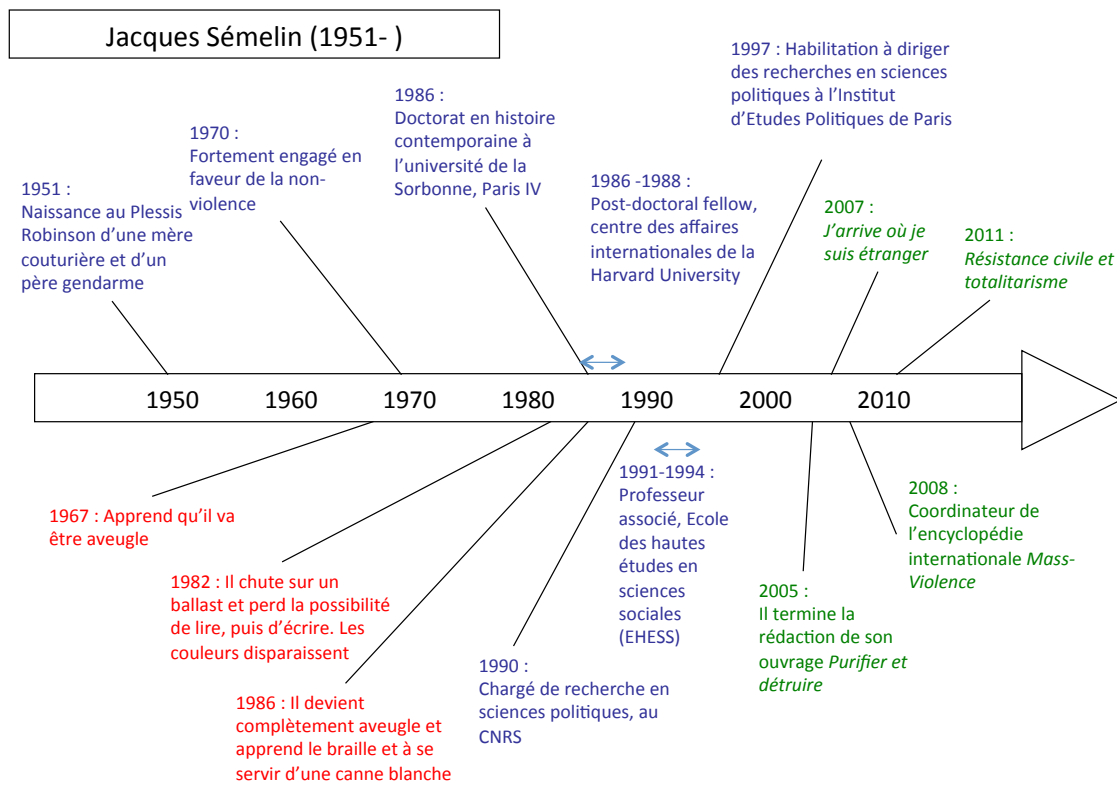 Jacques Sémelin (1951- )
1951 :
Naissance au Plessis
Robinson d'une mère
couturière et d'un
père gendarme
1970 :
Fortement engagé en
faveur de la non-
violence
1986 :
Doctorat en histoire
contemporaine à
l'université de la
Sorbonne, Paris IV
1986 -1988 :
Post-doctoral fellow,
centre des affaires
internationales de la
Harvard University
1997 : Habilitation à diriger
des recherches en sciences
politiques à l'Institut
d'Etudes Politiques de Paris
2007 :
J'arrive où je
suis étranger
2011 :
Résistance civile et
totalitarisme
1950 1960 1970 1980 1990 2000 2010
1967 : Apprend qu'il va
être aveugle
1982 : Il chute sur un
ballast et perd la possibilité
de lire, puis d'écrire. Les
couleurs disparaissent
1986 : Il devient
complètement aveugle et
apprend le braille et à se
servir d'une canne blanche
1990 :
Chargé de recherche en
sciences politiques, au
CNRS
1991-1994 :
Professeur
associé, Ecole
des hautes
études en
sciences
sociales
(EHESS)
2005 :
Il termine la
rédaction de son
ouvrage Purifier et
détruire
2008 :
Coordinateur de
l'encyclopédie
internationale Mass-
Violence